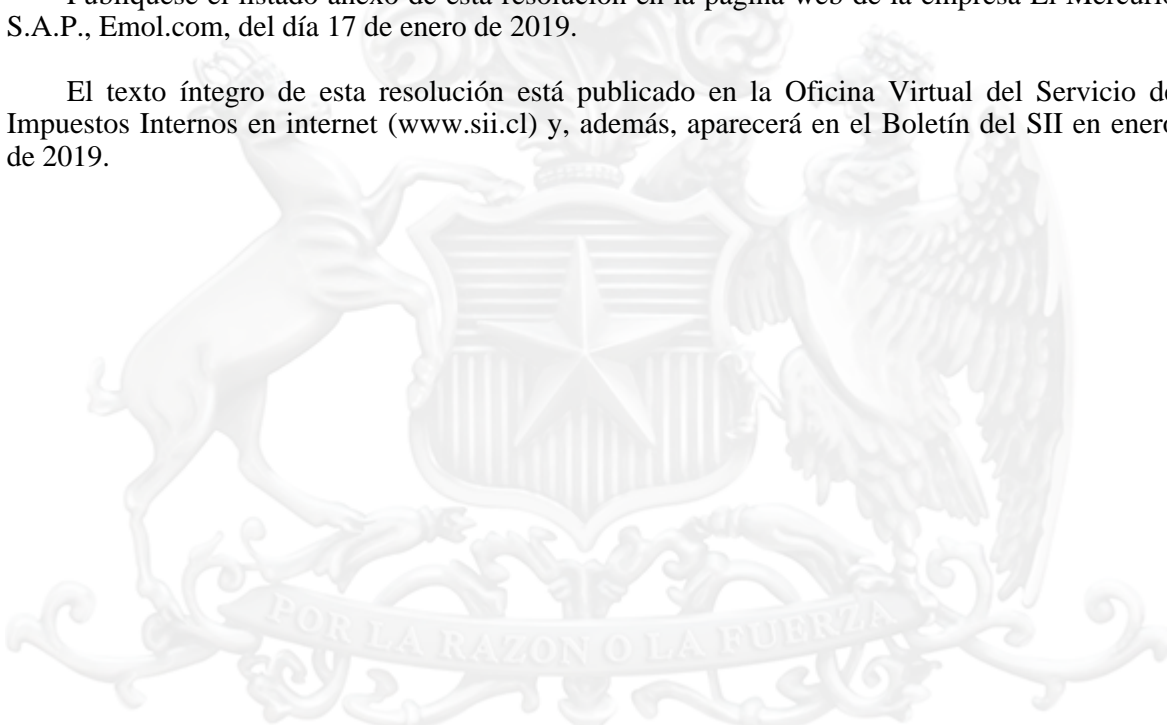 Publíquese el listado anexo de esta resolución en la página web de la empresa El Mercurio
S.A.P., Emol.com, del día 17 de enero de 2019.
El texto íntegro de esta resolución está publicado en la Oficina Virtual del Servicio de
Impuestos Internos en internet (www.sii.cl) y, además, aparecerá en el Boletín del SII en enero
de 2019.
POR LA RAZON O LA FUERZA